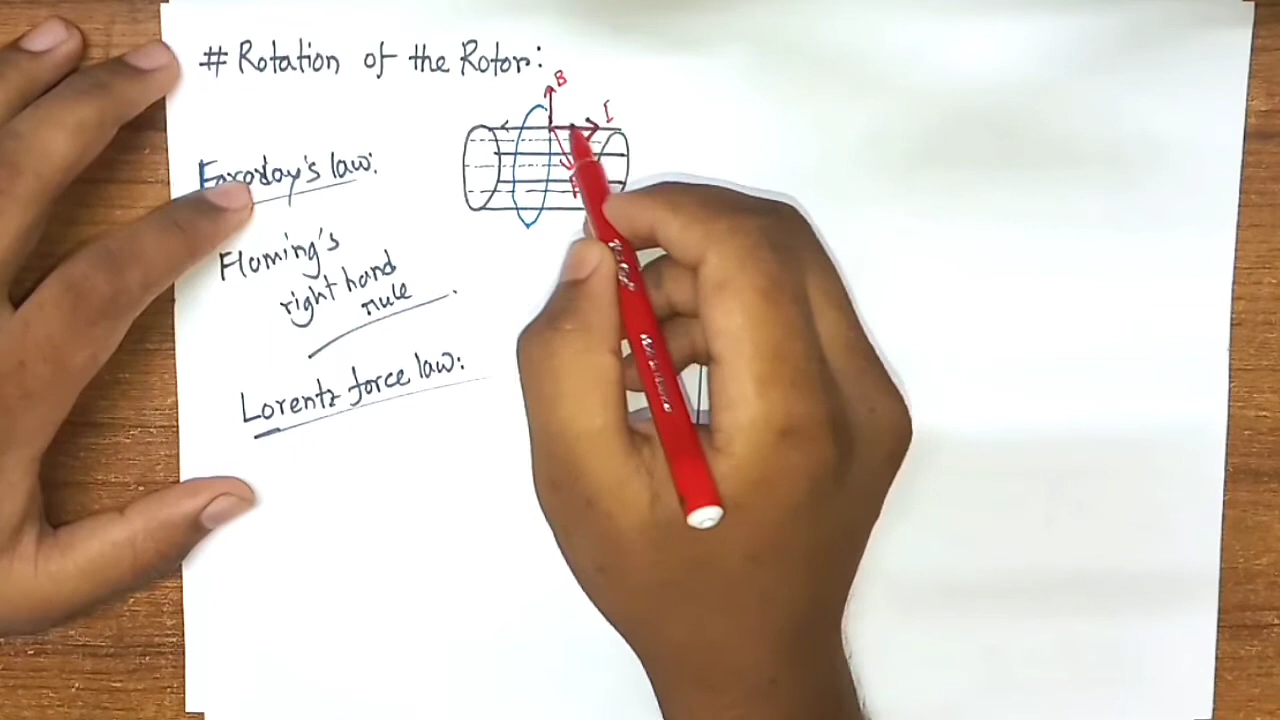 # Rotation of the Rotor:
B
I
Faraday's law:
Fleming's
right hand
rule
Lorentz force law: